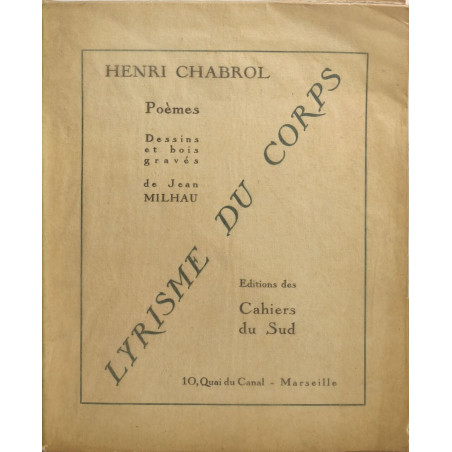 HENRI CHABROL
Poèmes
Dessins
et bois
gravés
de Jean
MILHAU
LYRISME DU CORPS
Editions des
Cahiers
du Sud
10, Quai du Canal - Marseille